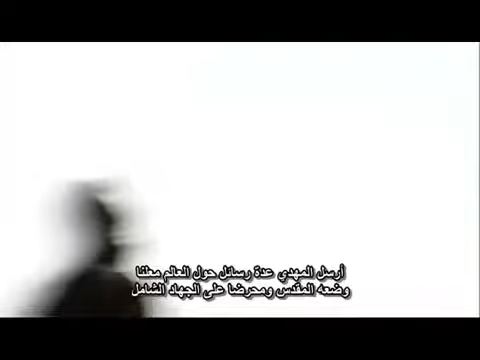 أرسل المهدي عدة رسائل حول العالم معلنا
وضعه المقدس ومحرضا على الجهاد الشامل